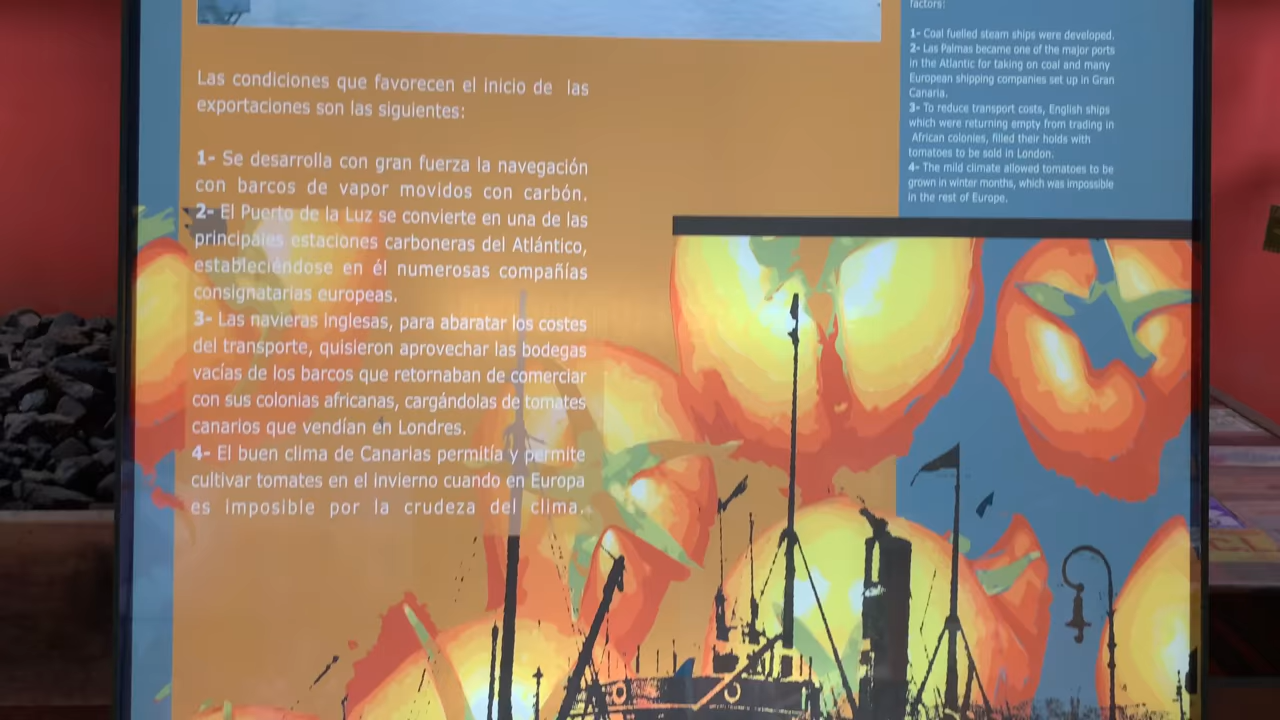 Las condiciones que favorecen el inicio de las
exportaciones son las siguientes:
1- Se desarrolla con gran fuerza la navegación
con barcos de vapor movidos con carbón.
2- El Puerto de la Luz se convierte en una de las
principales estaciones carboneras del Atlántico,
estableciéndose en él numerosas compañías
consignatarias europeas.
3- Las navieras inglesas, para abaratar los costes
del transporte, quisieron aprovechar las bodegas
vacías de los barcos que retornaban de comerciar
con sus colonias africanas, cargándolas de tomates
canarios que vendían en Londres.
4- El buen clima de Canarias permitía y permite
cultivar tomates en el invierno cuando en Europa
es imposible por la crudeza del clima.
factors:
1- Coal fuelled steam ships were developed.
2- Las Palmas became one of the major ports
in the Atlantic for taking on coal and many
European shipping companies set up in Gran
Canaria.
3- To reduce transport costs, English ships
which were returning empty from trading in
African colonies, filled their holds with
tomatoes to be sold in London.
4- The mild climate allowed tomatoes to be
grown in winter months, which was impossible
in the rest of Europe.